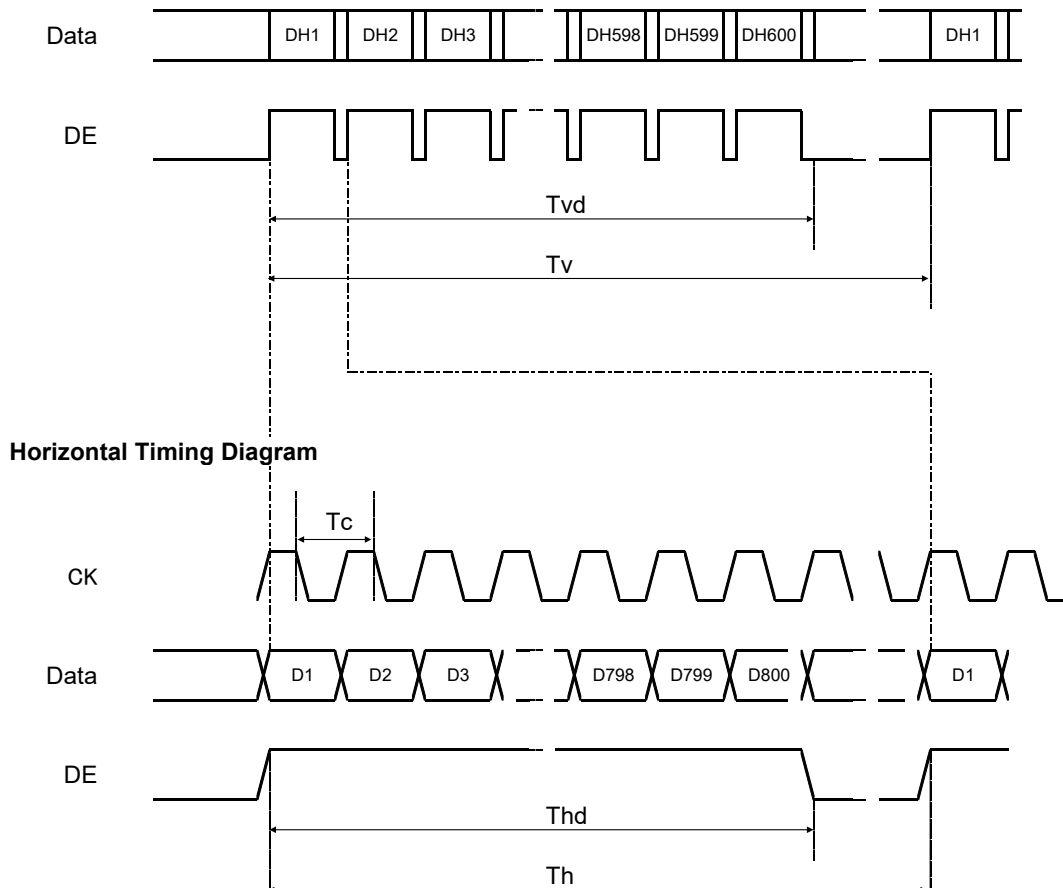 Data DH1 DH2 DH3 DH598 DH599 DH600 DH1
DE
Tvd
Tv
Horizontal Timing Diagram
Tc
CK
Data D1 D2 D3 D798 D799 D800 D1
DE
Thd
Th